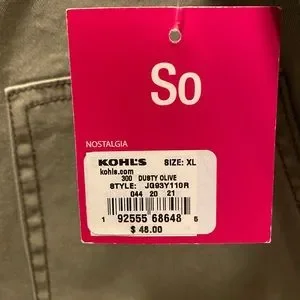 So
NOSTALGIA
KOHL'S SIZE: XL
kohls.com
300 DUSTY OLIVE
STYLE: JG93Y110R
044 20 21
1 92555 68648 5
$ 48.00